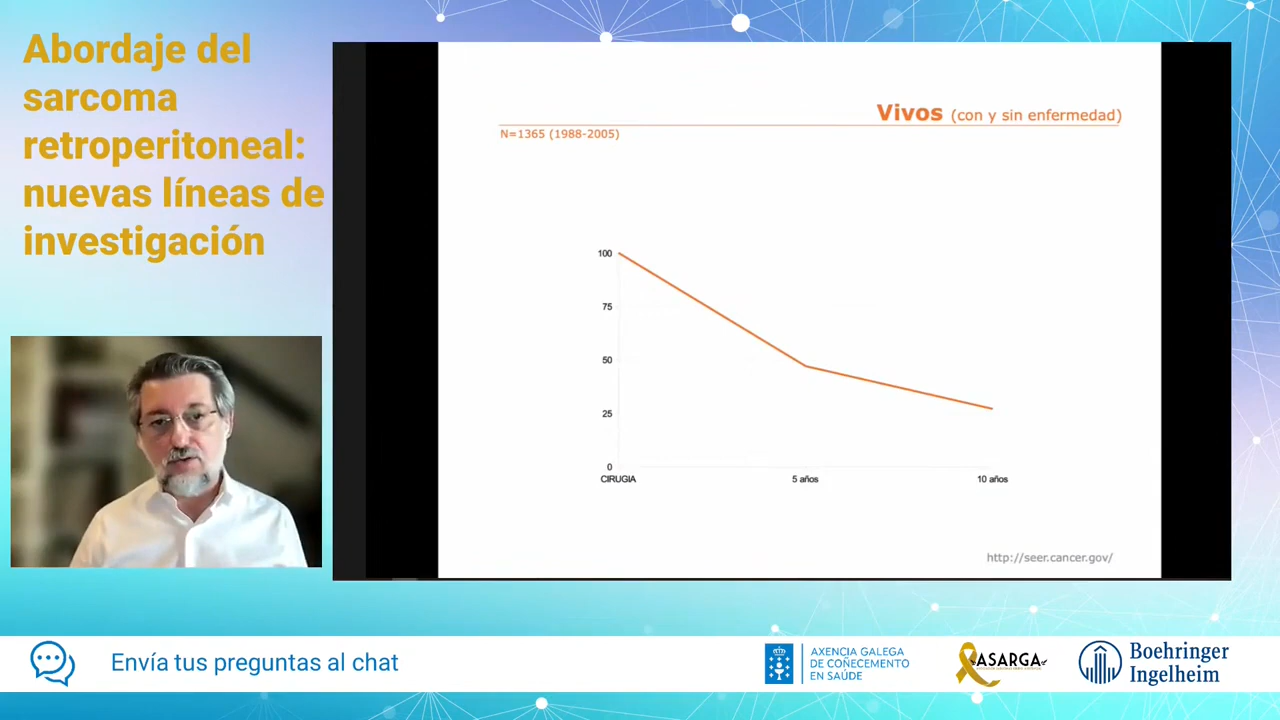 Abordaje del
sarcoma
retroperitoneal:
nuevas líneas de
investigación
Vivos (con y sin enfermedad)
N=1365 (1988-2005)
100
75
50
25
0
CIRUGIA
5 años
10 años
http://seer.cancer.gov/
Envía tus preguntas al chat
AXENCIA GALEGA
DE COÑECEMENTO
EN SAÚDE
ASARGA
Boehringer
Ingelheim